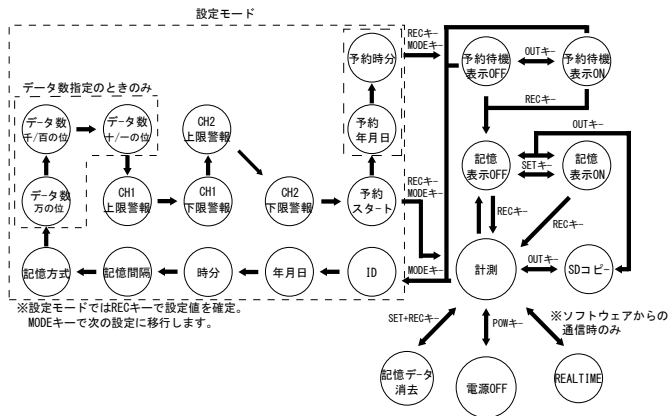 設定モード
予約時分
RECキー
MODEキー
予約待機
表示OFF
OUTキー
予約待機
表示ON
データ数指定のときのみ
データ数
千/百の位
データ数
十/一の位
CH2
上限警報
予約
年月日
RECキー
OUTキー
記憶
表示OFF
SETキー
記憶
表示ON
データ数
万の位
CH1
上限警報
CH1
下限警報
CH2
下限警報
予約
スタート
RECキー
MODEキー
RECキー
RECキー
記憶方式
記憶間隔
時分
年月日
ID
MODEキー
計測
OUTキー
SDコピー
※設定モードではRECキーで設定値を確定。
MODEキーで次の設定に移行します。
SET+RECキー
POWキー
※ソフトウェアからの
通信時のみ
記憶データ
消去
電源OFF
REALTIME